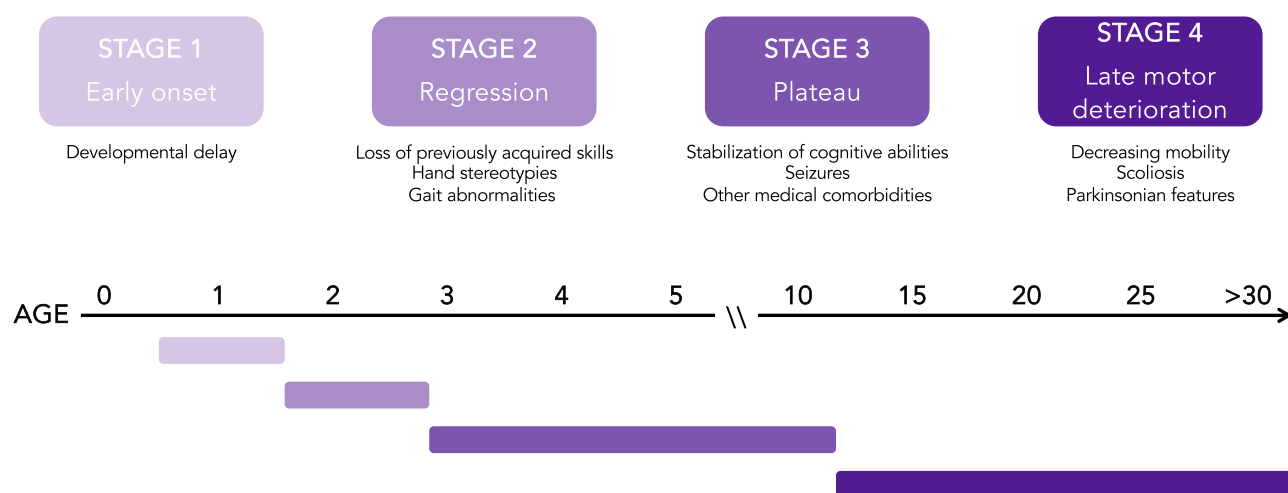 STAGE 1
Early onset
Developmental delay
STAGE 2
Regression
Loss of previously acquired skills
Hand stereotypies
Gait abnormalities
STAGE 3
Plateau
Stabilization of cognitive abilities
Seizures
Other medical comorbidities
STAGE 4
Late motor
deterioration
Decreasing mobility
Scoliosis
Parkinsonian features
AGE 0 1 2 3 4 5 \\ 10 15 20 25 >30